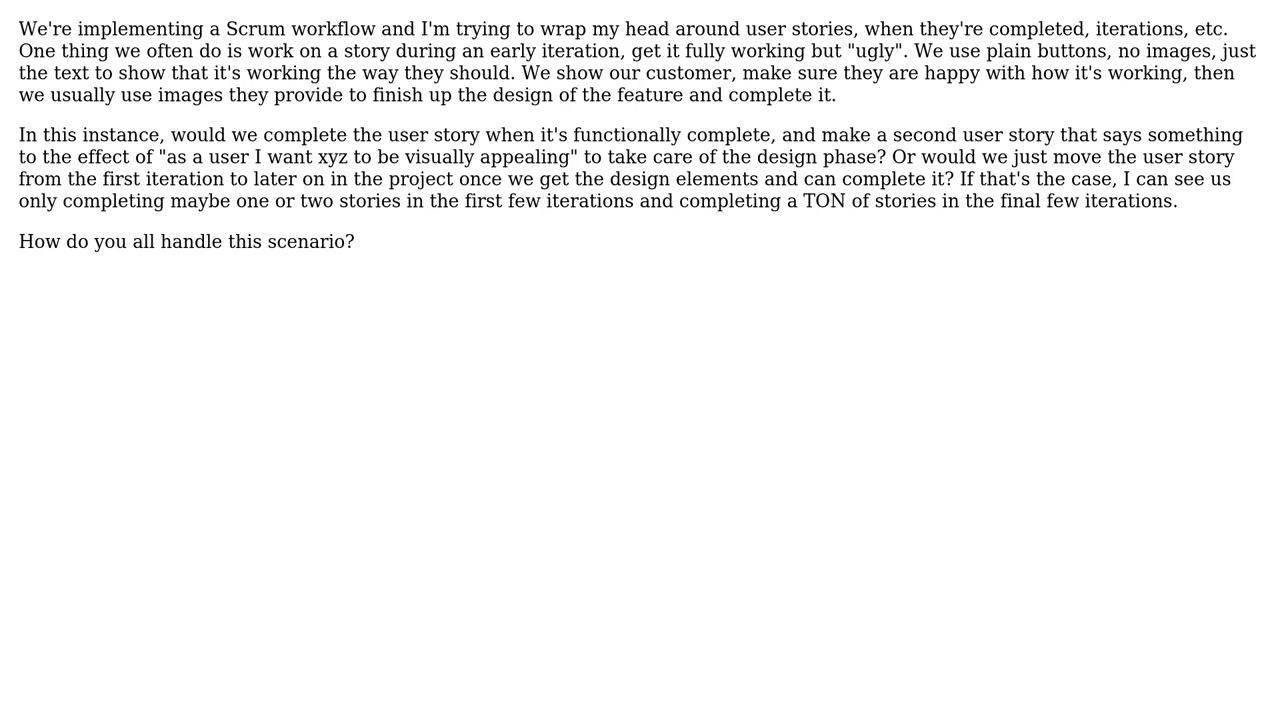 We're implementing a Scrum workflow and I'm trying to wrap my head around user stories, when they're completed, iterations, etc.
One thing we often do is work on a story during an early iteration, get it fully working but "ugly". We use plain buttons, no images, just
the text to show that it's working the way they should. We show our customer, make sure they are happy with how it's working, then
we usually use images they provide to finish up the design of the feature and complete it.
In this instance, would we complete the user story when it's functionally complete, and make a second user story that says something
to the effect of "as a user I want xyz to be visually appealing" to take care of the design phase? Or would we just move the user story
from the first iteration to later on in the project once we get the design elements and can complete it? If that's the case, I can see us
only completing maybe one or two stories in the first few iterations and completing a TON of stories in the final few iterations.
How do you all handle this scenario?